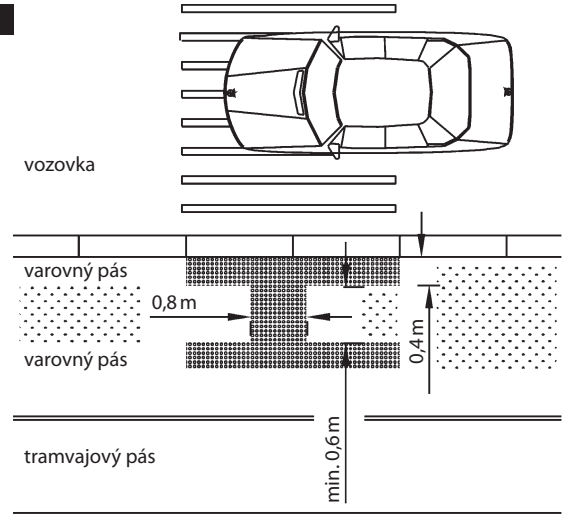 vozovka
varovný pás
0,8 m
varovný pás
0,4 m
min. 0,6 m
tramvajový pás